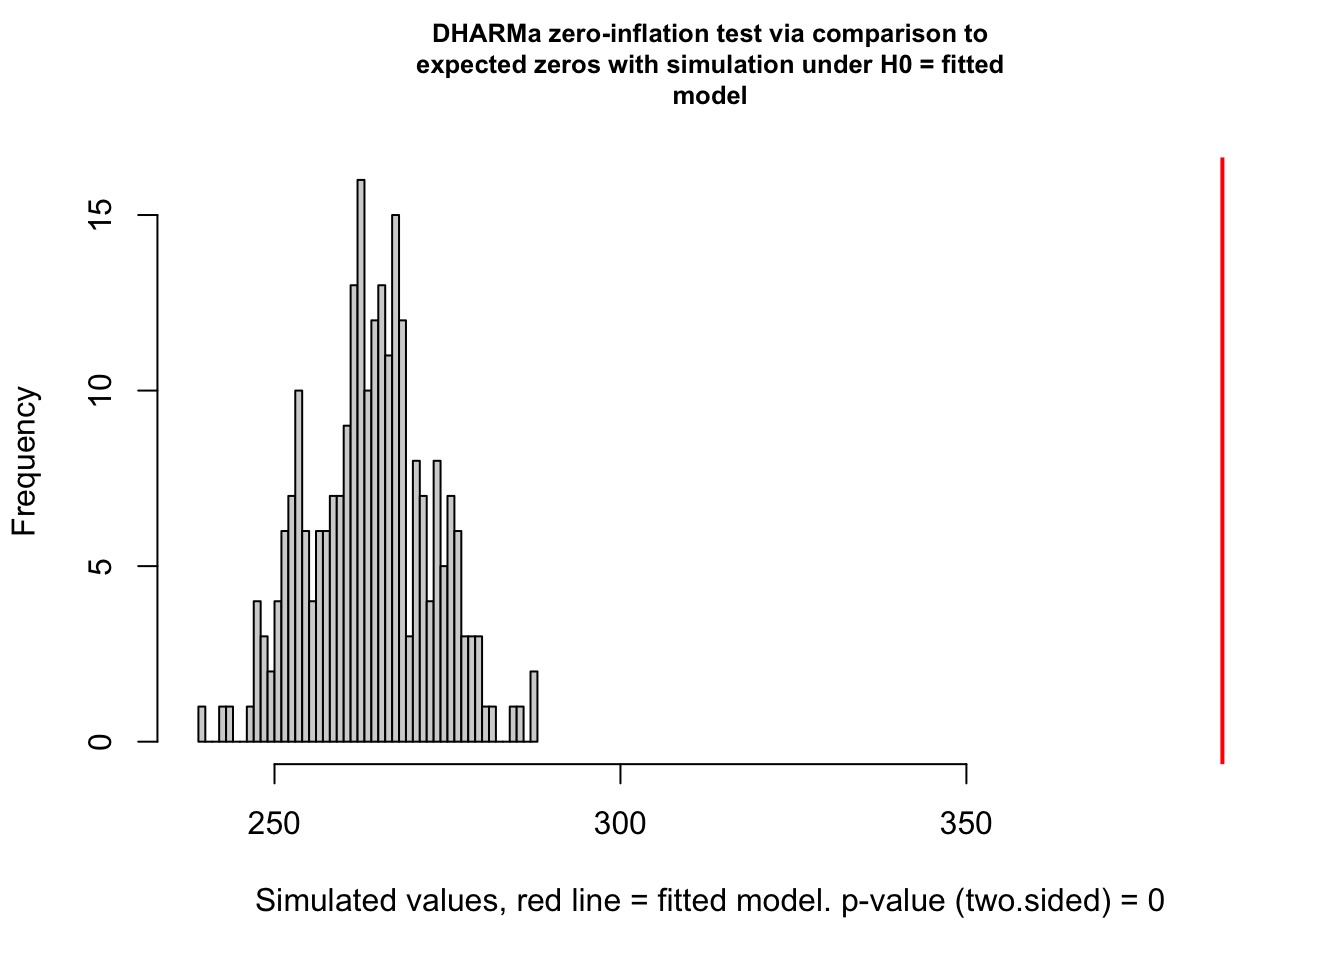 DHARMa zero-inflation test via comparison to
expected zeros with simulation under H0 = fitted
model
Frequency
15
10
5
0
250 300 350
Simulated values, red line = fitted model. p-value (two.sided) = 0